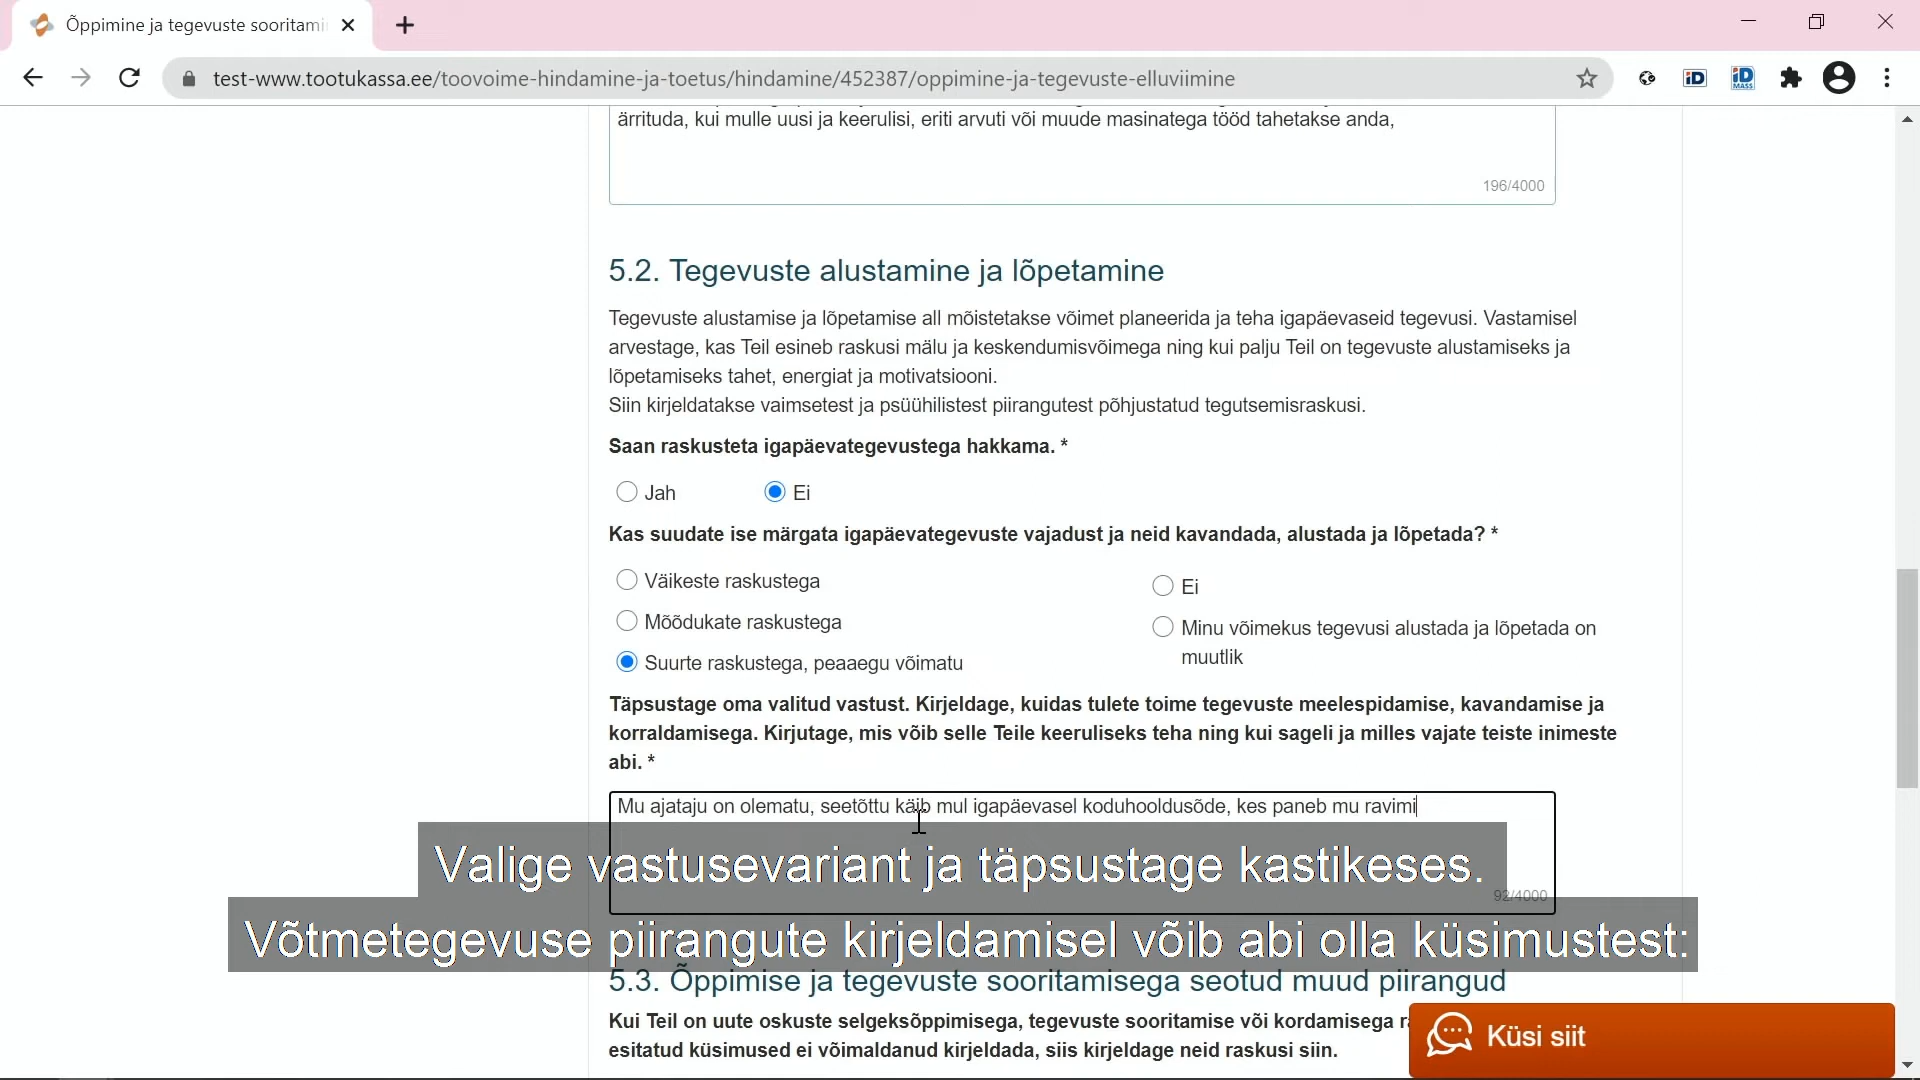 Õppimine ja tegevuste sooritami
test-www.tootukassa.ee/toovoime-hindamine-ja-toetus/hindamine/452387/oppimine-ja-tegevuste-elluviimine
iD
iD
MASS
ärrituda, kui mulle uusi ja keerulisi, eriti arvuti või muude masinatega tööd tahetakse anda,
196/4000
5.2. Tegevuste alustamine ja lõpetamine
Tegevuste alustamise ja lõpetamise all mõistetakse võimet planeerida ja teha igapäevaseid tegevusi. Vastamisel
arvestage, kas Teil esineb raskusi mälu ja keskendumisvõimega ning kui palju Teil on tegevuste alustamiseks ja
lõpetamiseks tahet, energiat ja motivatsiooni.
Siin kirjeldatakse vaimsetest ja psüühilistest piirangutest põhjustatud tegutsemisraskusi.
Saan raskusteta igapäevategevustega hakkama. *
Jah
Ei
Kas suudate ise märgata igapäevategevuste vajadust ja neid kavandada, alustada ja lõpetada? *
Väikeste raskustega
Mõõdukate raskustega
Suurte raskustega, peaaegu võimatu
Ei
Minu võimekus tegevusi alustada ja lõpetada on
muutlik
Täpsustage oma valitud vastust. Kirjeldage, kuidas tulete toime tegevuste meelespidamise, kavandamise ja
korraldamisega. Kirjutage, mis võib selle Teile keeruliseks teha ning kui sageli ja milles vajate teiste inimeste
abi. *
Mu ajataju on olematu, seetõttu käib mul igapäevasel koduhooldusõde, kes paneb mu ravimi
Valige vastusevariant ja täpsustage kastikeses.
92/4000
Võtmetegevuse piirangute kirjeldamisel võib abi olla küsimustest:
5.3. Õppimise ja tegevuste sooritamisega seotud muud piirangud
Kui Teil on uute oskuste selgeksõppimisega, tegevuste sooritamise või kordamisega
esitatud küsimused ei võimaldanud kirjeldada, siis kirjeldage neid raskusi siin.
Küsi siit